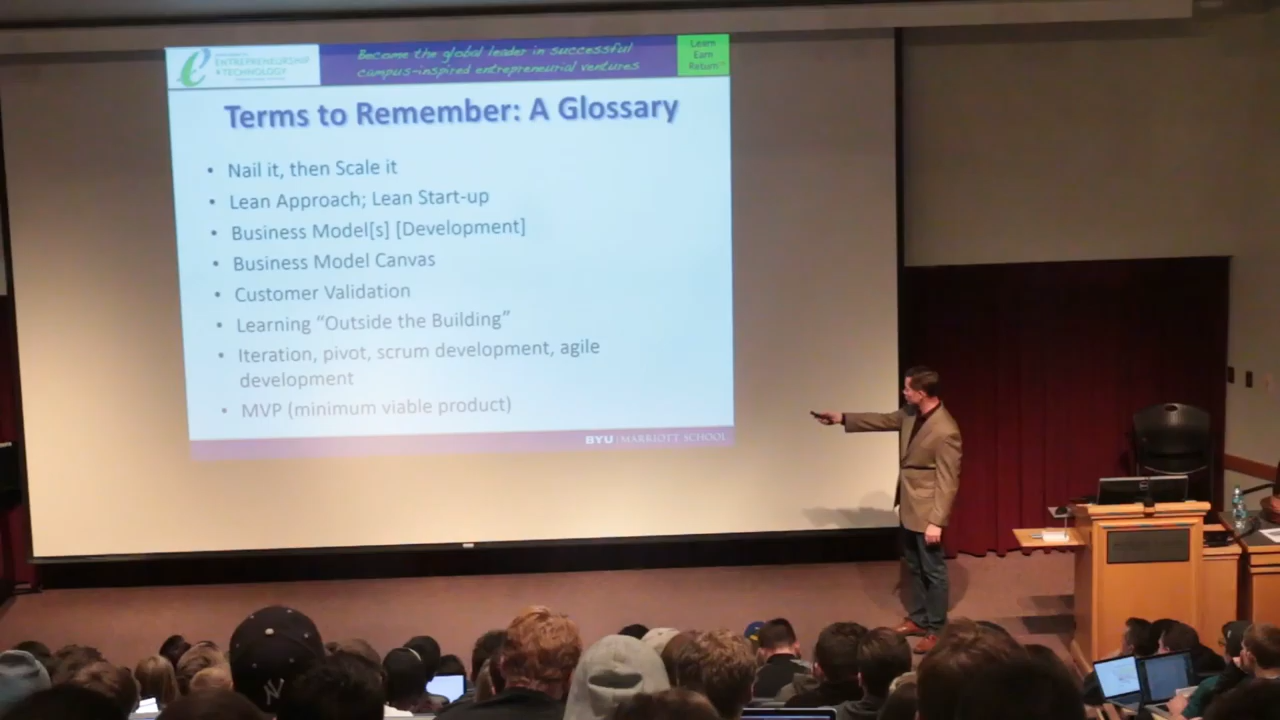 ENTREPRENEURSHIP
& TECHNOLOGY
Become the global leader in successful
campus-inspired entrepreneurial ventures
Learn
Earn
Return
Terms to Remember: A Glossary
• Nail it, then Scale it
• Lean Approach; Lean Start-up
• Business Model[s] [Development]
• Business Model Canvas
• Customer Validation
• Learning “Outside the Building”
• Iteration, pivot, scrum development, agile
development
• MVP (minimum viable product)
BYU | MARRIOTT SCHOOL
NY